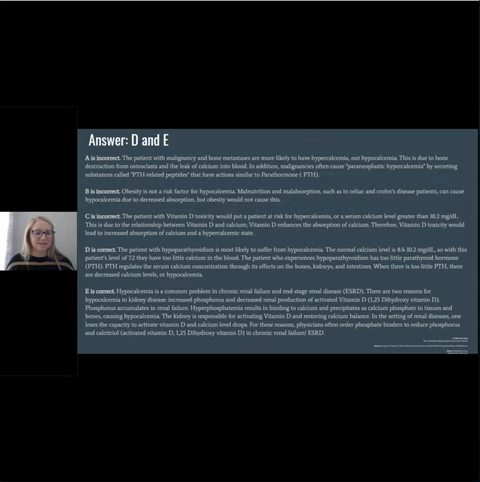 Answer: D and E
A is incorrect. The patient with malignancy and bone metastases are more likely to have hypercalcemia, not hypocalcemia. This is due to bone
destruction from osteoclasts and the leak of calcium into blood. In addition, malignancies often cause "paraneoplastic hypercalcemia" by secreting
substances called "PTH-related peptides" that have actions similar to Parathormone ( PTH).
B is incorrect. Obesity is not a risk factor for hypocalcemia. Malnutrition and malabsorption, such as in celiac and crohn's disease patients, can cause
hypocalcemia due to decreased absorption, but obesity would not cause this.
C is incorrect. The patient with Vitamin D toxicity would put a patient at risk for hypercalcemia, or a serum calcium level greater than 10.2 mg/dL.
This is due to the relationship between Vitamin D and calcium; Vitamin D enhances the absorption of calcium. Therefore, Vitamin D toxicity would
lead to increased absorption of calcium and a hypercalcemic state.
D is correct. The patient with hypoparathyroidism is most likely to suffer from hypocalcemia. The normal calcium level is 8.4-10.2 mg/dL, so with this
patient's level of 7.2 they have too little calcium in the blood. The patient who experiences hypoparathyroidism has too little parathyroid hormone
(PTH). PTH regulates the serum calcium concentration through its effects on the bones, kidneys, and intestines. When there is too little PTH, there
are decreased calcium levels, or hypocalcemia.
E is correct. Hypocalcemia is a common problem in chronic renal failure and end-stage renal disease (ESRD). There are two reasons for
hypocalcemia in kidney disease: increased phosphorus and decreased renal production of activated Vitamin D (1,25 Dihydroxy vitamin D).
Phosphorus accumulates in renal failure. Hyperphosphatemia results in binding to calcium and precipitates as calcium phosphate in tissues and
bones, causing hypocalcemia. The kidney is responsible for activating Vitamin D and restoring calcium balance. In the setting of renal diseases, one
loses the capacity to activate vitamin D and calcium level drops. For these reasons, physicians often order phosphate binders to reduce phosphorus
and calcitriol (activated vitamin D, 1,25 Dihydroxy vitamin D) in chronic renal failure/ ESRD.